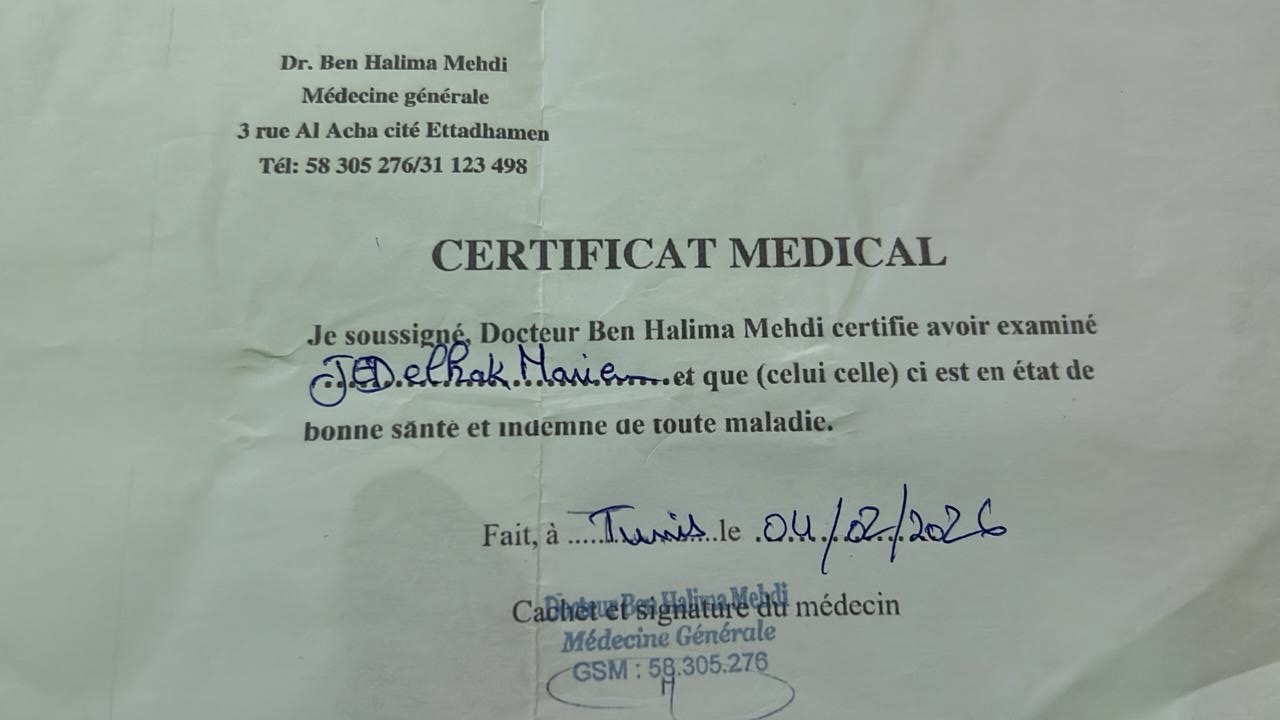 Dr. Ben Halima Mehdi
Médecine générale
3 rue Al Acha cité Ettadhamen
Tél: 58 305 276/31 123 498
CERTIFICAT MEDICAL
Je soussigné, Docteur Ben Halima Mehdi certifie avoir examiné
et que (celui celle) ci est en état de
bonne santé et indemne de toute maladie.
Fait, à .....Tunis..le .04/02/2026
Cachet et signature du médecin
Docteur Ben Halima Mehdi
Médecine Générale
GSM : 58.305.276